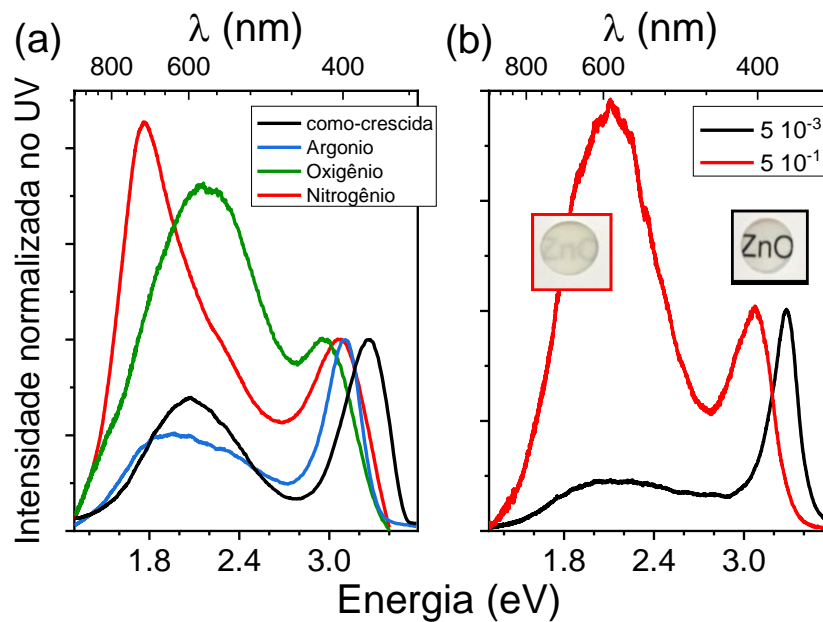 (a)
λ (nm)
800 600 400
Intensidade normalizada no UV
como-crescida
Argonio
Oxigênio
Nitrogênio
1.8 2.4 3.0
(b)
λ (nm)
800 600 400
5 10⁻³
5 10⁻¹
ZnO
ZnO
1.8 2.4 3.0
Energia (eV)